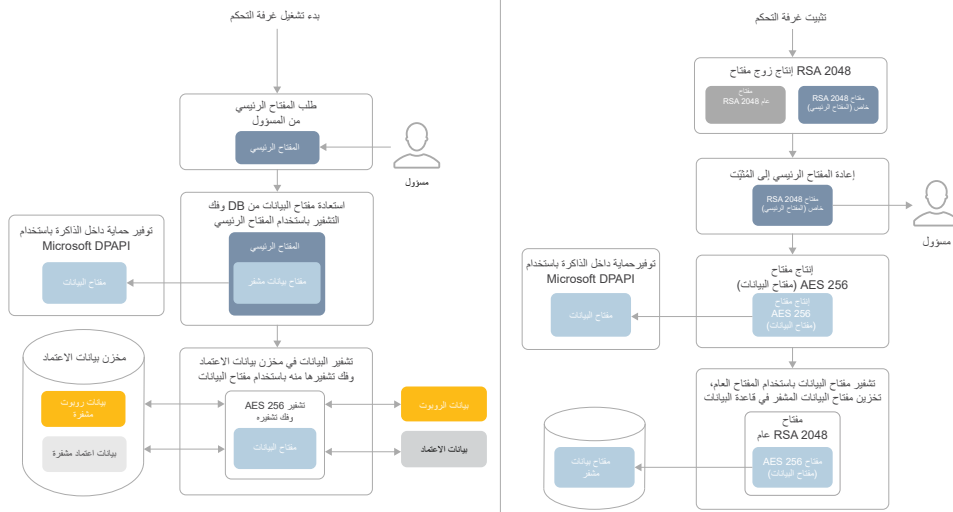 تثبيت غرفة التحكم
RSA 2048 إنتاج زوج مفتاح
مفتاح
عام RSA 2048
مفتاح RSA 2048
خاص (المفتاح الرئيسي)
إعادة المفتاح الرئيسي إلى المُثبِّت
مفتاح RSA 2048
خاص (المفتاح الرئيسي)
مسؤول
إنتاج مفتاح
AES 256 (مفتاح البيانات)
إنتاج مفتاح
AES 256
(مفتاح البيانات)
توفيرحماية داخل الذاكرة باستخدام
Microsoft DPAPI
مفتاح البيانات
تشفير مفتاح البيانات باستخدام المفتاح العام،
تخزين مفتاح البيانات المشفر في قاعدة البيانات
مفتاح
RSA 2048 عام
مفتاح AES 256
(مفتاح البيانات)
مفتاح بيانات
مشفر
بدء تشغيل غرفة التحكم
طلب المفتاح الرئيسي
من المسؤول
المفتاح الرئيسي
مسؤول
استعادة مفتاح البيانات من DB وفك
التشفير باستخدام المفتاح الرئيسي
المفتاح الرئيسي
مفتاح بيانات مشفر
توفير حماية داخل الذاكرة باستخدام
Microsoft DPAPI
مفتاح البيانات
تشفير البيانات في مخزن بيانات الاعتماد
وفك تشفيرها منه باستخدام مفتاح البيانات
تشفير AES 256
وفك تشفيره
مفتاح البيانات
بيانات الروبوت
بيانات الاعتماد
مخزن بيانات الاعتماد
بيانات روبوت
مشفرة
بيانات اعتماد مشفرة